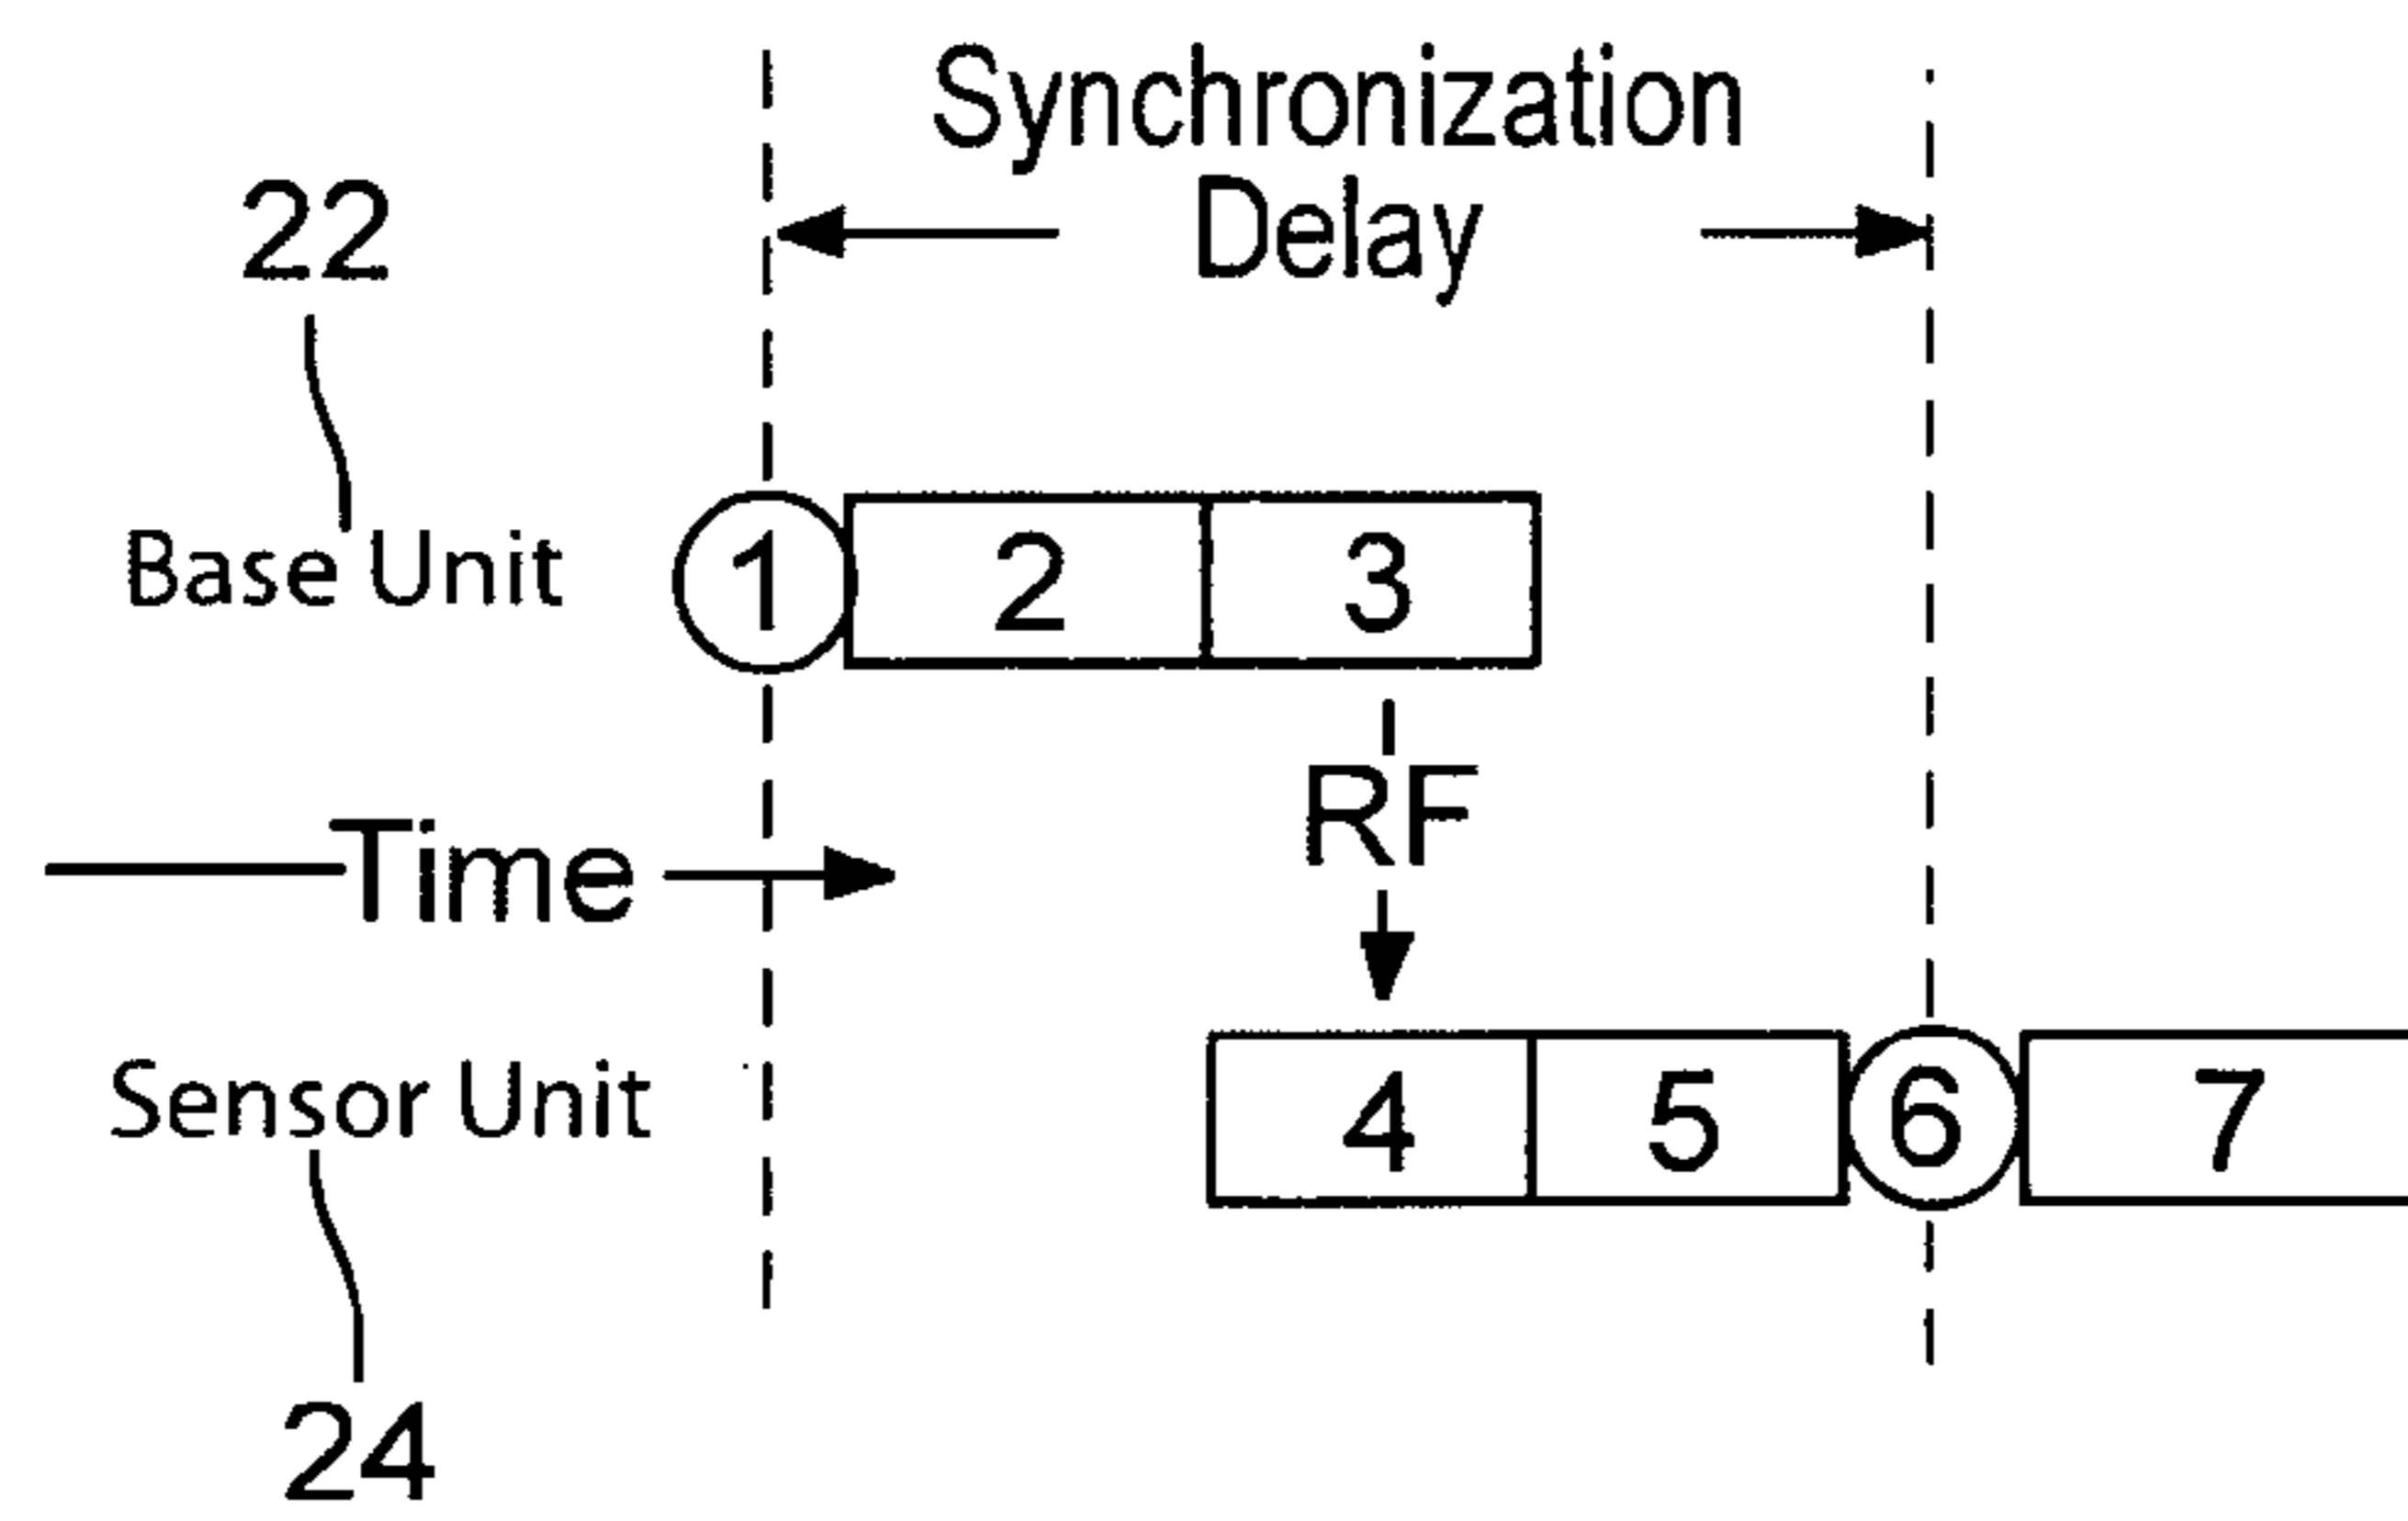 Synchronization
Delay
22
Base Unit
1 2 3
RF
Time
Sensor Unit
4 5 6 7
24